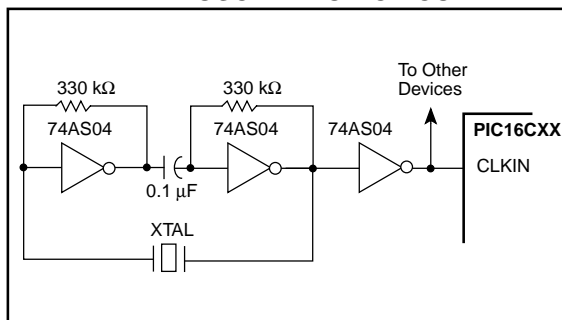 330 kΩ
330 kΩ
To Other
Devices
74AS04
74AS04
74AS04
PIC16CXX
CLKIN
0.1 µF
XTAL